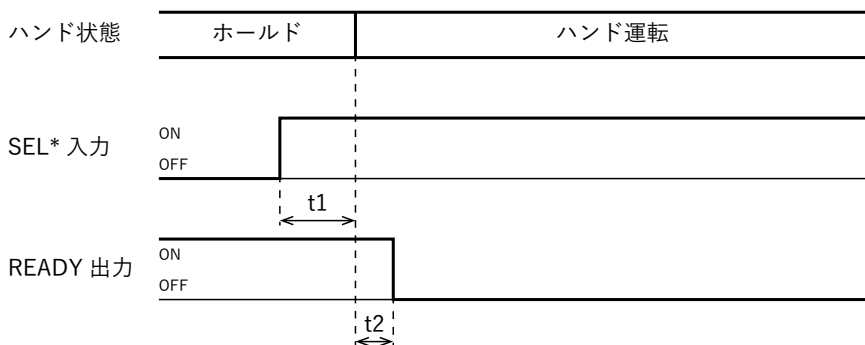 ハンド状態 ホールド ハンド運転
SEL* 入力
ON
OFF
t1
READY 出力
ON
OFF
t2